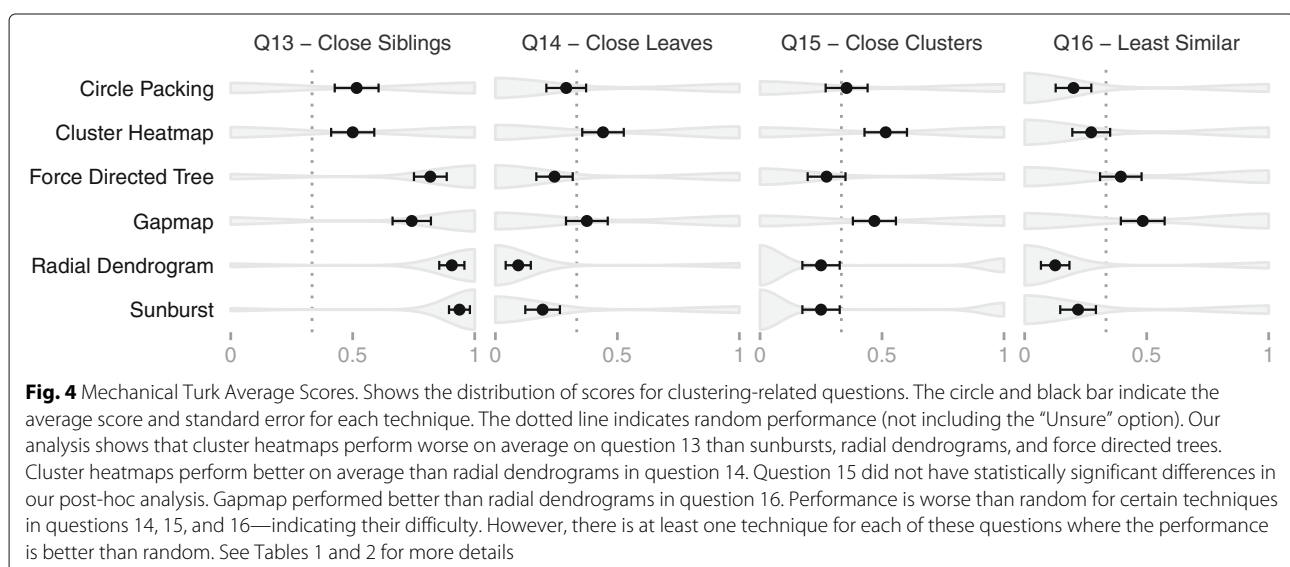 Q13 – Close Siblings Q14 – Close Leaves Q15 – Close Clusters Q16 – Least Similar
Circle Packing
Cluster Heatmap
Force Directed Tree
Gapmap
Radial Dendrogram
Sunburst
0 0.5 1 0 0.5 1 0 0.5 1 0 0.5 1
Fig. 4 Mechanical Turk Average Scores. Shows the distribution of scores for clustering-related questions. The circle and black bar indicate the
average score and standard error for each technique. The dotted line indicates random performance (not including the “Unsure” option). Our
analysis shows that cluster heatmaps perform worse on average on question 13 than sunbursts, radial dendrograms, and force directed trees.
Cluster heatmaps perform better on average than radial dendrograms in question 14. Question 15 did not have statistically significant differences in
our post-hoc analysis. Gapmap performed better than radial dendrograms in question 16. Performance is worse than random for certain techniques
in questions 14, 15, and 16—indicating their difficulty. However, there is at least one technique for each of these questions where the performance
is better than random. See Tables 1 and 2 for more details